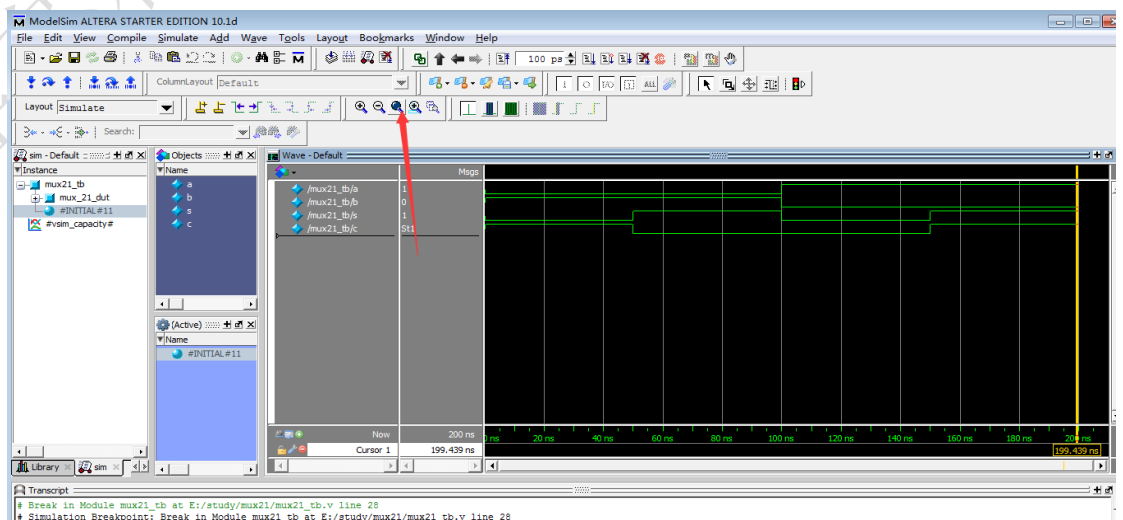 ModelSim ALTERA STARTER EDITION 10.1d
File Edit View Compile Simulate Add Wave Tools Layout Bookmarks Window Help
100 ps
ColumnLayout Default
ALL
Layout Simulate
Search:
sim - Default
Objects
Wave - Default
Instance
Name
Msgs
mux21_tb
mux_21_dut
#INITIAL#11
#vsim_capacity#
a
b
s
c
/mux21_tb/a 1
/mux21_tb/b 0
/mux21_tb/s 1
/mux21_tb/c St1
(Active)
Name
#INITIAL#11
Now 200 ns
Cursor 1 199.439 ns
0 ns 20 ns 40 ns 60 ns 80 ns 100 ns 120 ns 140 ns 160 ns 180 ns 200 ns
199.439 ns
Library sim
Transcript
# Break in Module mux21_tb at E:/study/mux21/mux21_tb.v line 28
# Simulation Breakpoint: Break in Module mux21_tb at E:/study/mux21/mux21_tb.v line 28